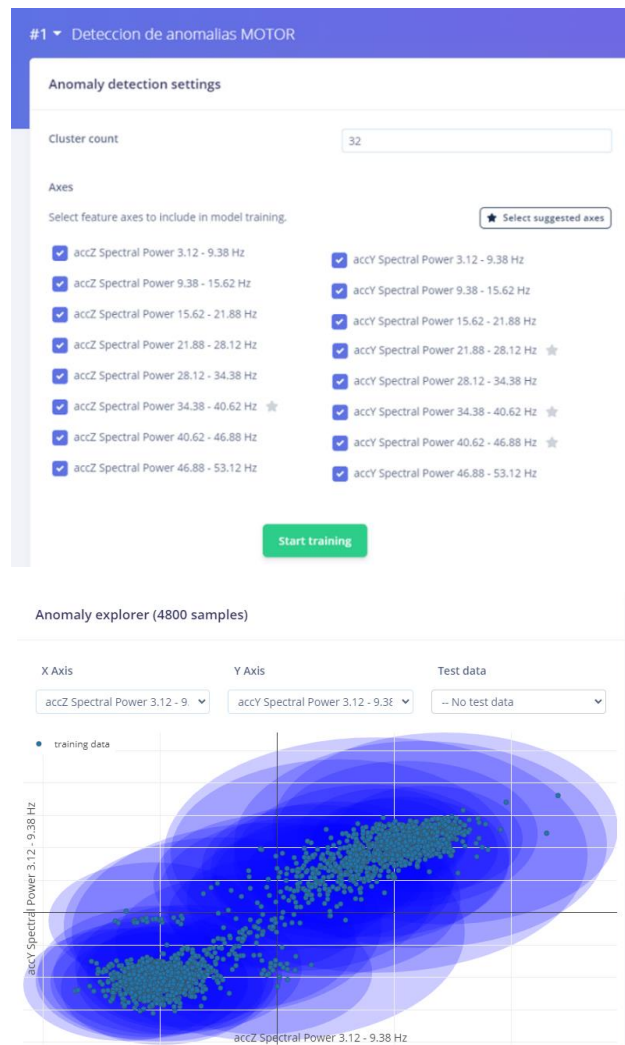 #1 Deteccion de anomalias MOTOR
Anomaly detection settings
Cluster count
32
Axes
Select feature axes to include in model training.
Select suggested axes
accZ Spectral Power 3.12 - 9.38 Hz
accZ Spectral Power 9.38 - 15.62 Hz
accZ Spectral Power 15.62 - 21.88 Hz
accZ Spectral Power 21.88 - 28.12 Hz
accZ Spectral Power 28.12 - 34.38 Hz
accZ Spectral Power 34.38 - 40.62 Hz
accZ Spectral Power 40.62 - 46.88 Hz
accZ Spectral Power 46.88 - 53.12 Hz
accY Spectral Power 3.12 - 9.38 Hz
accY Spectral Power 9.38 - 15.62 Hz
accY Spectral Power 15.62 - 21.88 Hz
accY Spectral Power 21.88 - 28.12 Hz
accY Spectral Power 28.12 - 34.38 Hz
accY Spectral Power 34.38 - 40.62 Hz
accY Spectral Power 40.62 - 46.88 Hz
accY Spectral Power 46.88 - 53.12 Hz
Start training
Anomaly explorer (4800 samples)
X Axis
accZ Spectral Power 3.12 - 9.
Y Axis
accY Spectral Power 3.12 - 9.38
Test data
-- No test data
training data
accY Spectral Power 3.12 - 9.38 Hz
accZ Spectral Power 3.12 - 9.38 Hz